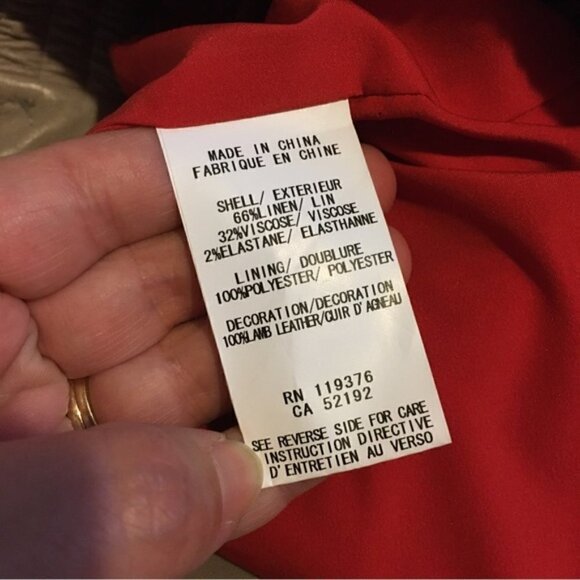 MADE IN CHINA
FABRIQUE EN CHINE
SHELL/ EXTERIEUR
66%LINEN/ LIN
32%VISCOSE/ VISCOSE
2%ELASTANE/ ELASTHANNE
LINING/ DOUBLURE
100%POLYESTER/ POLYESTER
DECORATION/DECORATION
100%LAMB LEATHER/CUIR D'AGNEAU
RN 119376
CA 52192
SEE REVERSE SIDE FOR CARE
INSTRUCTION DIRECTIVE
D'ENTRETIEN AU VERSO